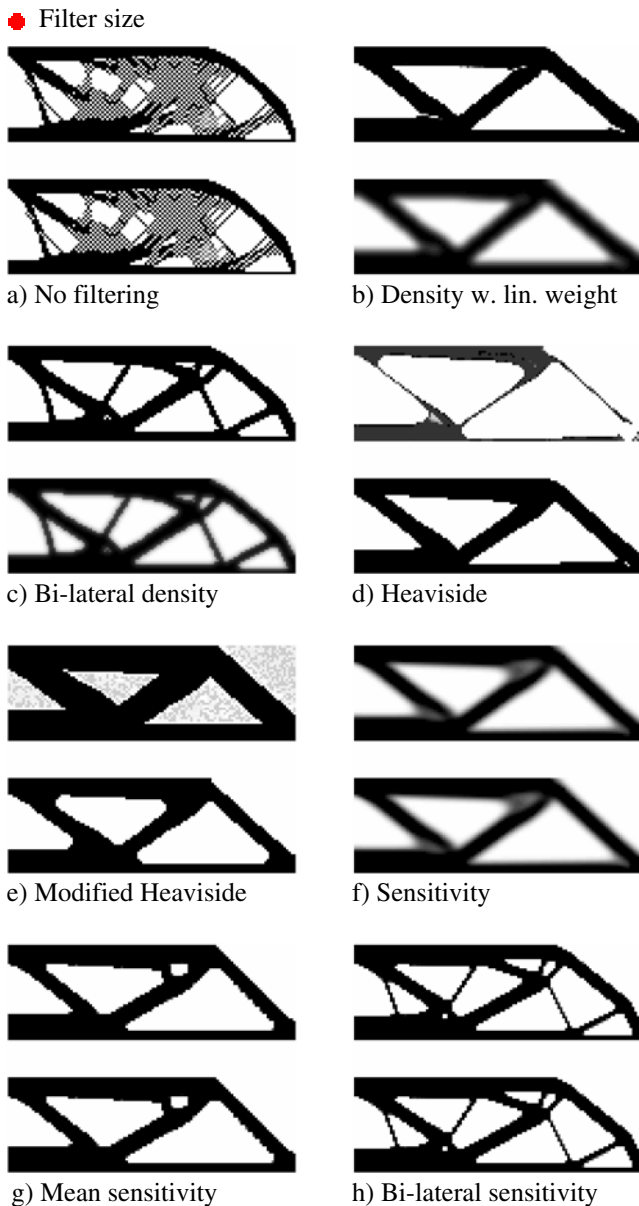 Filter size
a) No filtering
b) Density w. lin. weight
c) Bi-lateral density
d) Heaviside
e) Modified Heaviside
f) Sensitivity
g) Mean sensitivity
h) Bi-lateral sensitivity